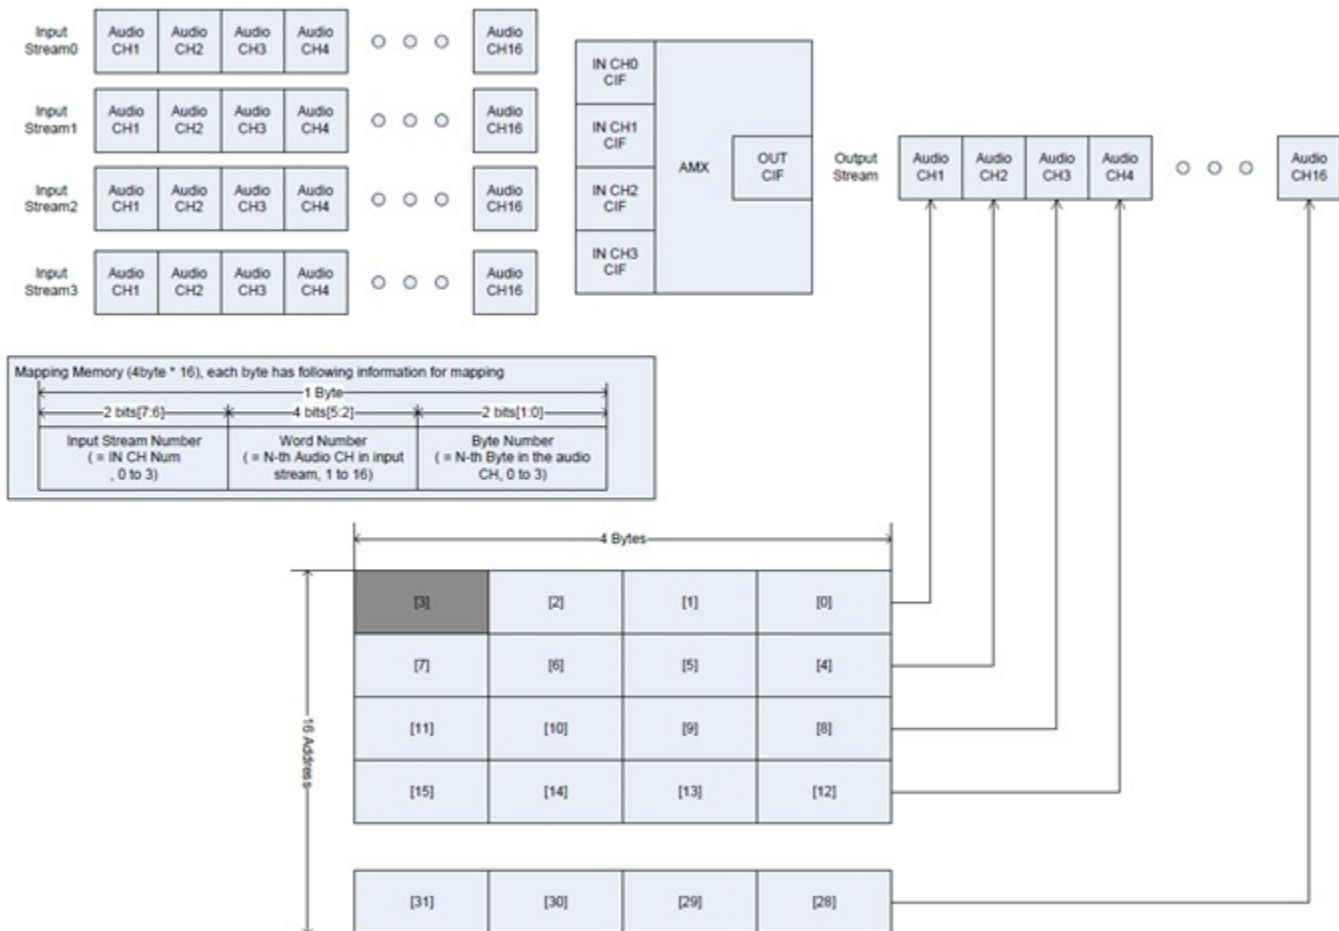 Input
Stream0
Audio
CH1
Audio
CH2
Audio
CH3
Audio
CH4
Audio
CH16
Input
Stream1
Audio
CH1
Audio
CH2
Audio
CH3
Audio
CH4
Audio
CH16
Input
Stream2
Audio
CH1
Audio
CH2
Audio
CH3
Audio
CH4
Audio
CH16
Input
Stream3
Audio
CH1
Audio
CH2
Audio
CH3
Audio
CH4
Audio
CH16
IN CH0
CIF
IN CH1
CIF
IN CH2
CIF
IN CH3
CIF
AMX
OUT
CIF
Output
Stream
Audio
CH1
Audio
CH2
Audio
CH3
Audio
CH4
Audio
CH16
Mapping Memory (4byte * 16), each byte has following information for mapping
1 Byte
2 bits[7:6]
4 bits[5:2]
2 bits[1:0]
Input Stream Number
( = IN CH Num
, 0 to 3)
Word Number
( = N-th Audio CH in input
stream, 1 to 16)
Byte Number
( = N-th Byte in the audio
CH, 0 to 3)
4 Bytes
16 Address
[3]
[2]
[1]
[0]
[7]
[6]
[5]
[4]
[11]
[10]
[9]
[8]
[15]
[14]
[13]
[12]
[31]
[30]
[29]
[28]